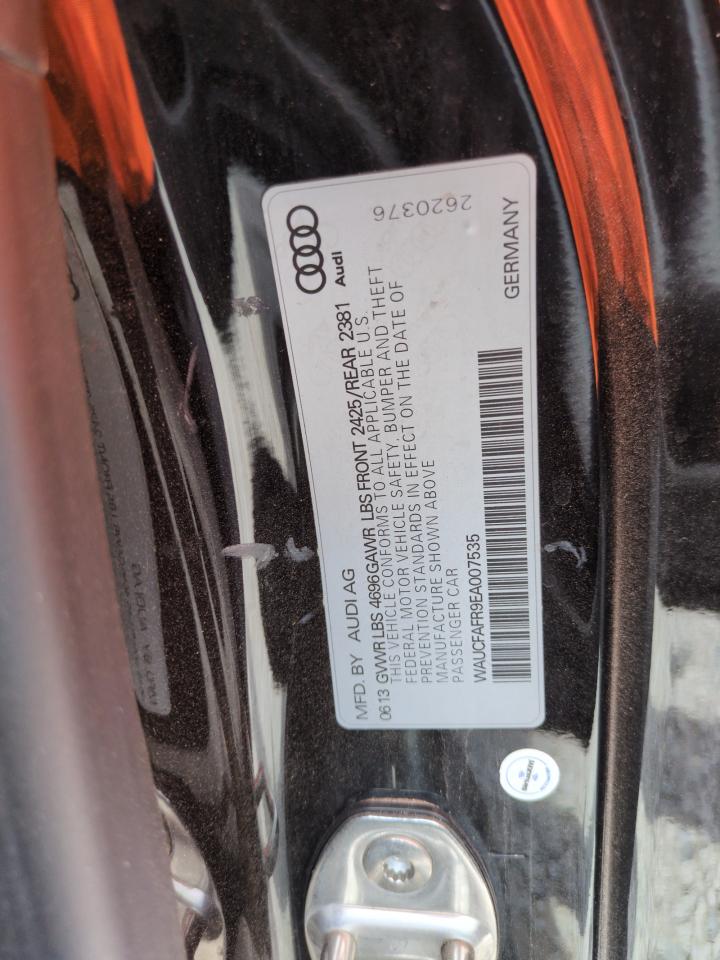 2620376
Audi
MFD. BY AUDI AG
0613 GVWR LBS 4696GAWR LBS FRONT 2425/REAR 2381
THIS VEHICLE CONFORMS TO ALL APPLICABLE U.S.
FEDERAL MOTOR VEHICLE SAFETY. BUMPER AND THEFT
PREVENTION STANDARDS IN EFFECT ON THE DATE OF
MANUFACTURE SHOWN ABOVE
PASSENGER CAR
WAUCFAFR9EA007535
GERMANY